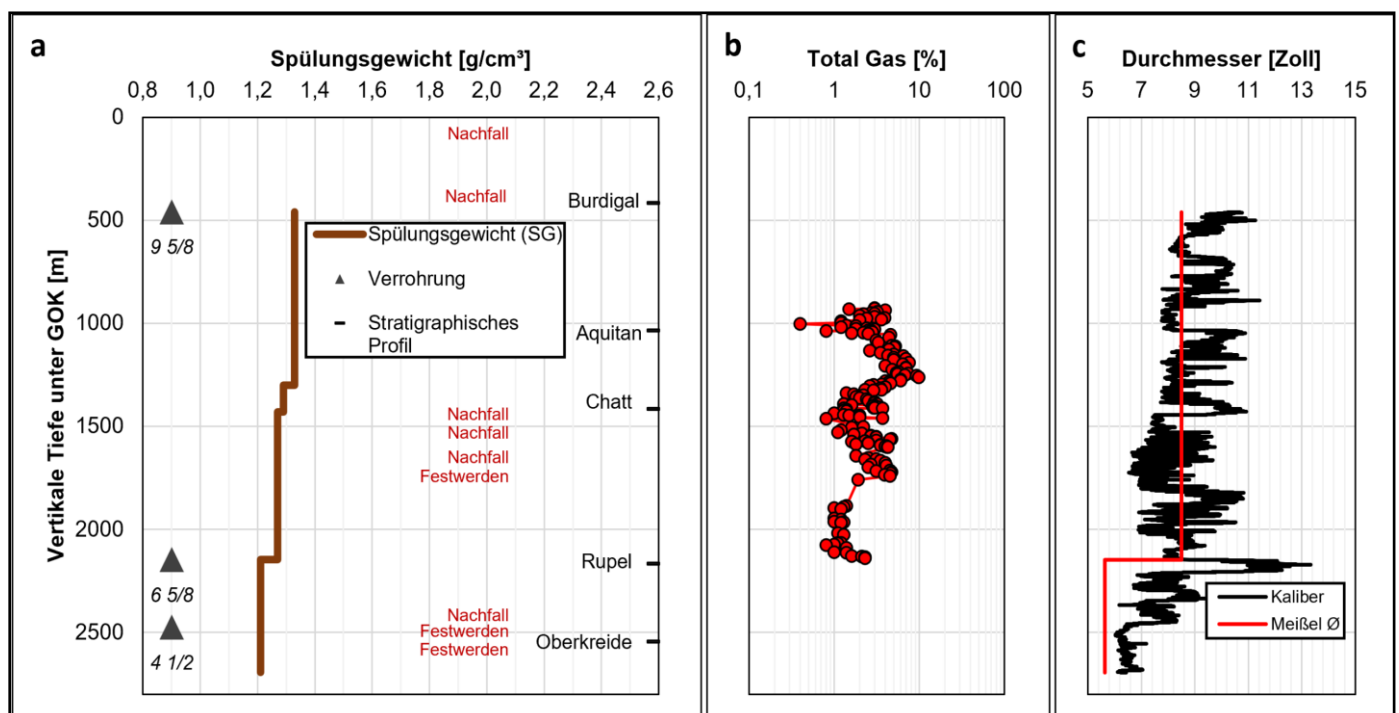 a
Spülungsgewicht [g/cm³]
0,8 1,0 1,2 1,4 1,6 1,8 2,0 2,2 2,4 2,6
Vertikale Tiefe unter GOK [m]
0
500
1000
1500
2000
2500
Nachfall
Nachfall
Burdigal
9 5/8
Spülungsgewicht (SG)
Verrohrung
Stratigraphisches
Profil
Aquitan
Chatt
Nachfall
Nachfall
Nachfall
Festwerden
Rupel
6 5/8
Nachfall
Festwerden
Oberkreide
Festwerden
4 1/2
b
Total Gas [%]
0,1 1 10 100
c
Durchmesser [Zoll]
5 7 9 11 13 15
Kaliber
Meißel Ø